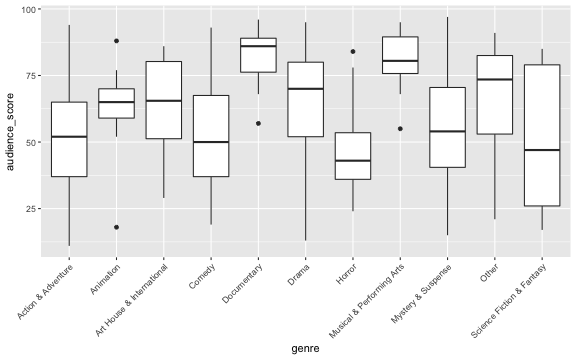 100
75
50
25
audience_score
Action & Adventure
Animation
Art House & International
Comedy
Documentary
Drama
Horror
Musical & Performing Arts
Mystery & Suspense
Other
Science Fiction & Fantasy
genre